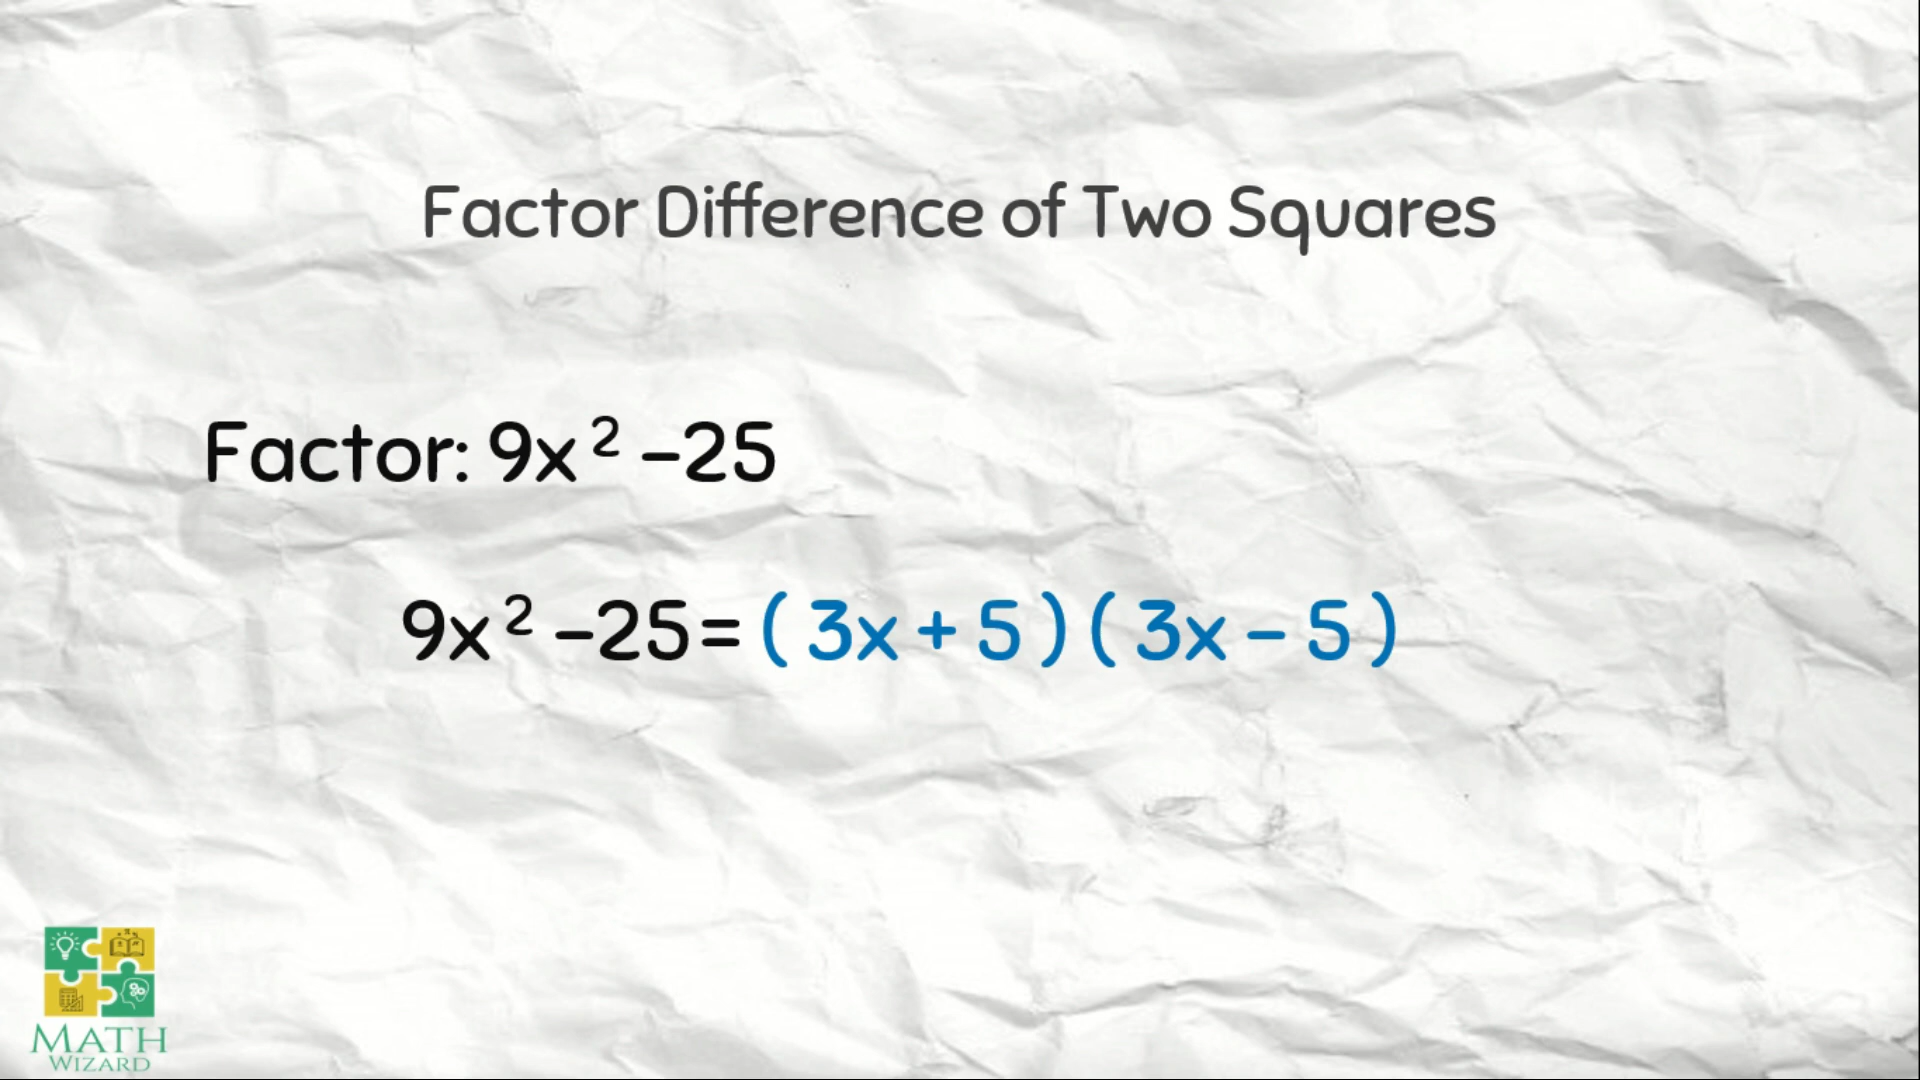 Factor Difference of Two Squares
Factor: 9x² –25
9x² –25= ( 3x + 5 ) ( 3x – 5 )
MATH
WIZARD